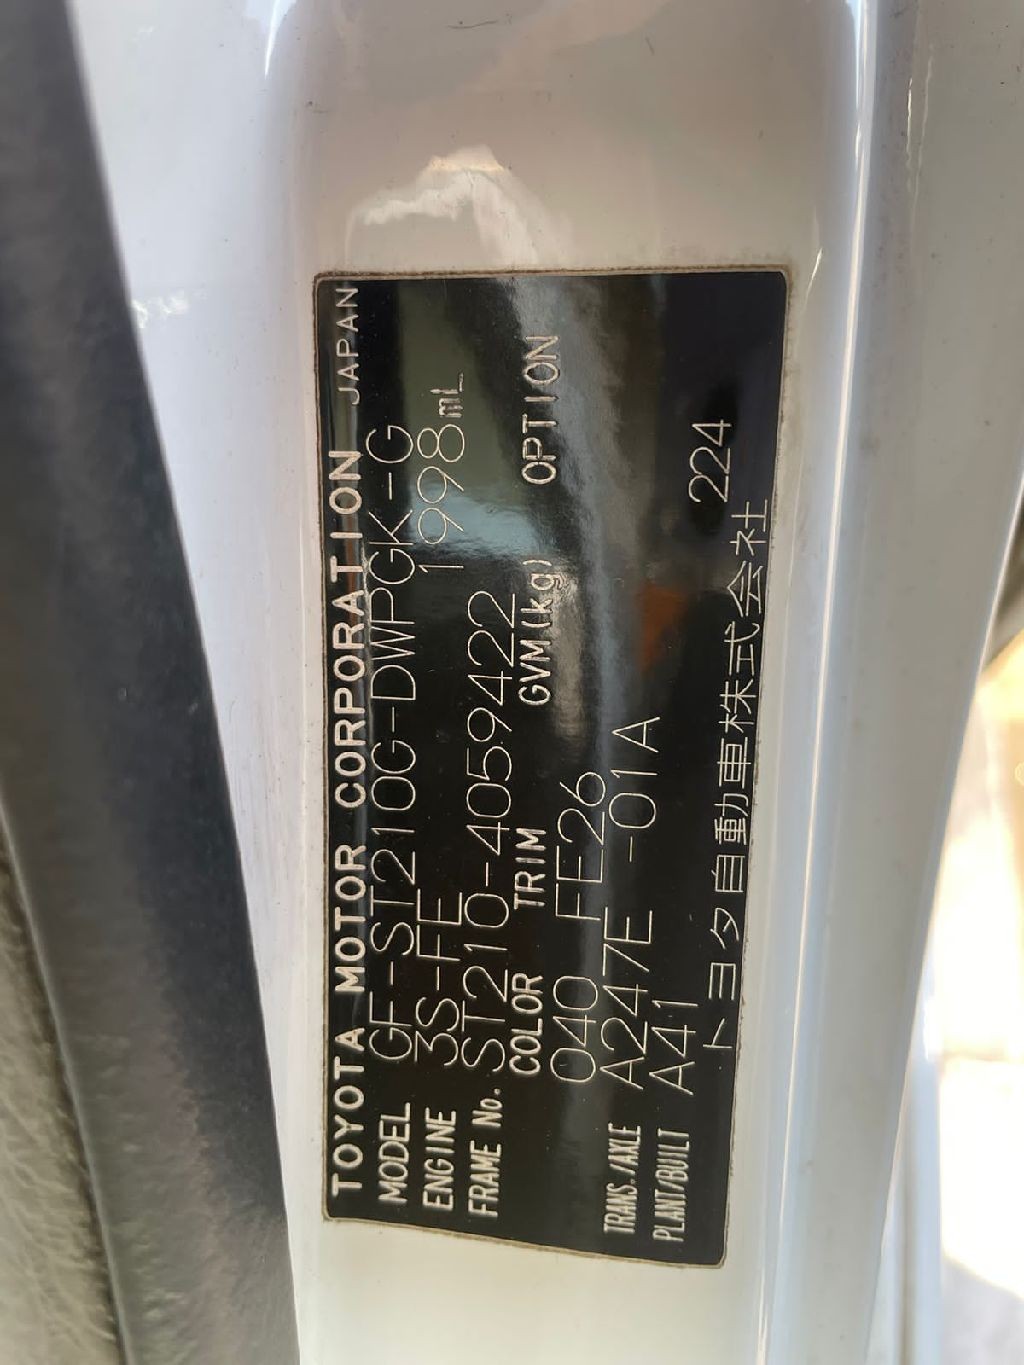 TOYOTA MOTOR CORPORATION JAPAN
MODEL GF-ST210G-DWPGK-G
ENGINE 3S-FE 1998mL
FRAME No. ST210-4059422
COLOR TRIM GVM(kg) OPTION
040 FE26
TRANS./AXLE A247E -01A
PLANT/BUILT A41 224
トヨタ自動車株式会社